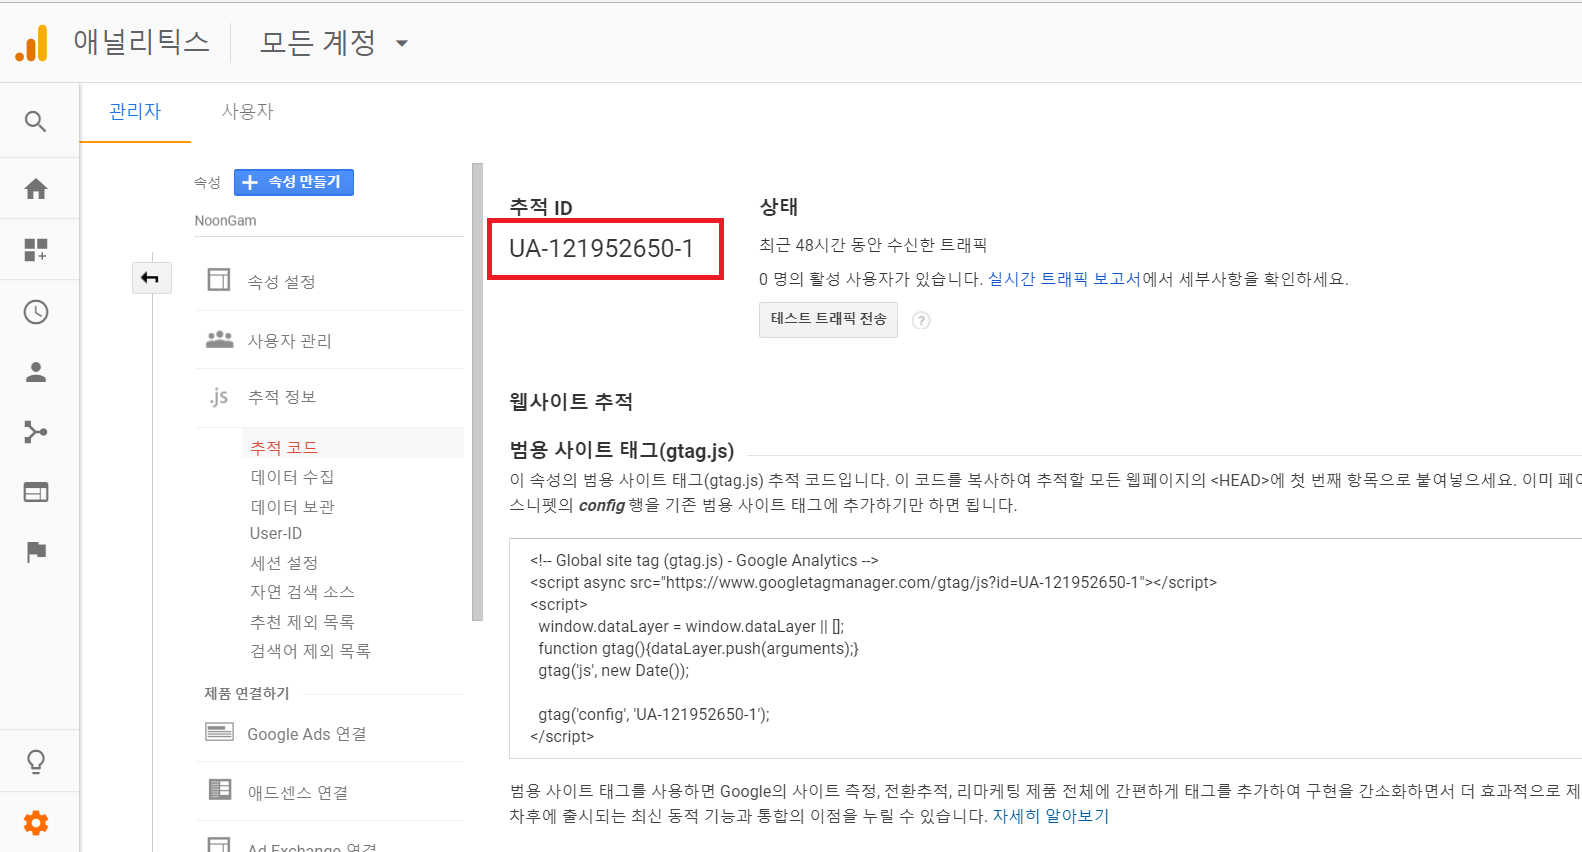 애널리틱스
모든 계정
관리자
사용자
속성
속성 만들기
NoonGam
속성 설정
사용자 관리
.js 추적 정보
추적 코드
데이터 수집
데이터 보관
User-ID
세션 설정
자연 검색 소스
추천 제외 목록
검색어 제외 목록
제품 연결하기
Google Ads 연결
애드센스 연결
Ad Exchange 연결
추적 ID
UA-121952650-1
상태
최근 48시간 동안 수신한 트래픽
0 명의 활성 사용자가 있습니다. 실시간 트래픽 보고서에서 세부사항을 확인하세요.
테스트 트래픽 전송
?
웹사이트 추적
범용 사이트 태그(gtag.js)
이 속성의 범용 사이트 태그(gtag.js) 추적 코드입니다. 이 코드를 복사하여 추적할 모든 웹페이지의 <HEAD>에 첫 번째 항목으로 붙여넣으세요. 이미 페이
스니펫의 config 행을 기존 범용 사이트 태그에 추가하기만 하면 됩니다.
<!-- Global site tag (gtag.js) - Google Analytics -->
<script async src="https://www.googletagmanager.com/gtag/js?id=UA-121952650-1"></script>
<script>
window.dataLayer = window.dataLayer || [];
function gtag(){dataLayer.push(arguments);}
gtag('js', new Date());
gtag('config', 'UA-121952650-1');
</script>
범용 사이트 태그를 사용하면 Google의 사이트 측정, 전환추적, 리마케팅 제품 전체에 간편하게 태그를 추가하여 구현을 간소화하면서 더 효과적으로 제
차후에 출시되는 최신 동적 기능과 통합의 이점을 누릴 수 있습니다. 자세히 알아보기